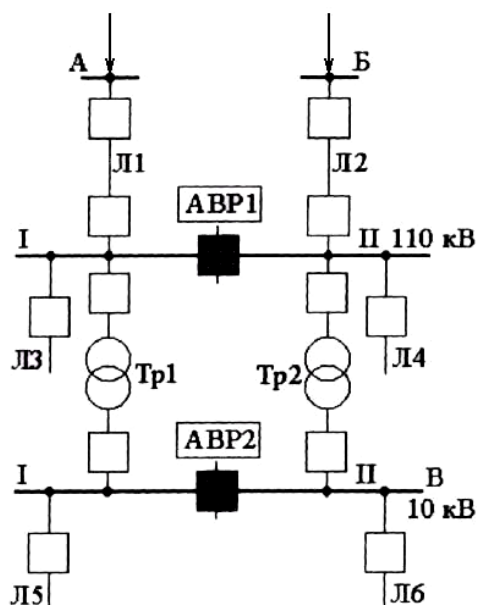 А Б
Л1 Л2
АВР1
I II 110 кВ
Л3 Л4
Тр1 Тр2
АВР2
I II В
10 кВ
Л5 Л6